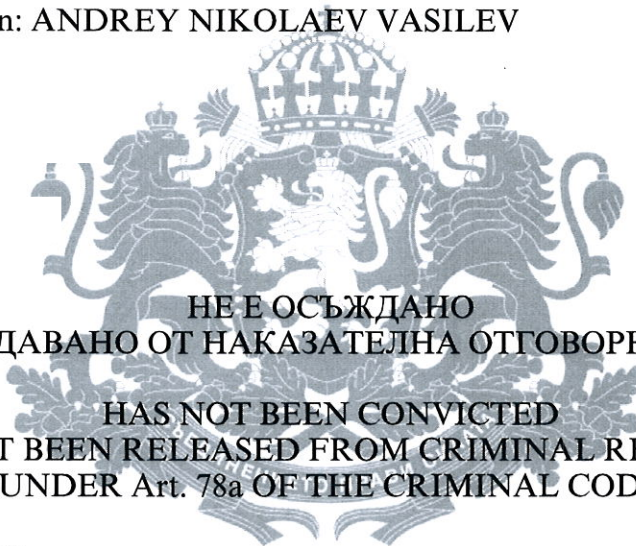 n: ANDREY NIKOLAEV VASILEV
НЕ Е ОСЪЖДАНО
ДАВАНО ОТ НАКАЗАТЕЛНА ОТГОВОРН
HAS NOT BEEN CONVICTED
T BEEN RELEASED FROM CRIMINAL RE
UNDER Art. 78a OF THE CRIMINAL COD